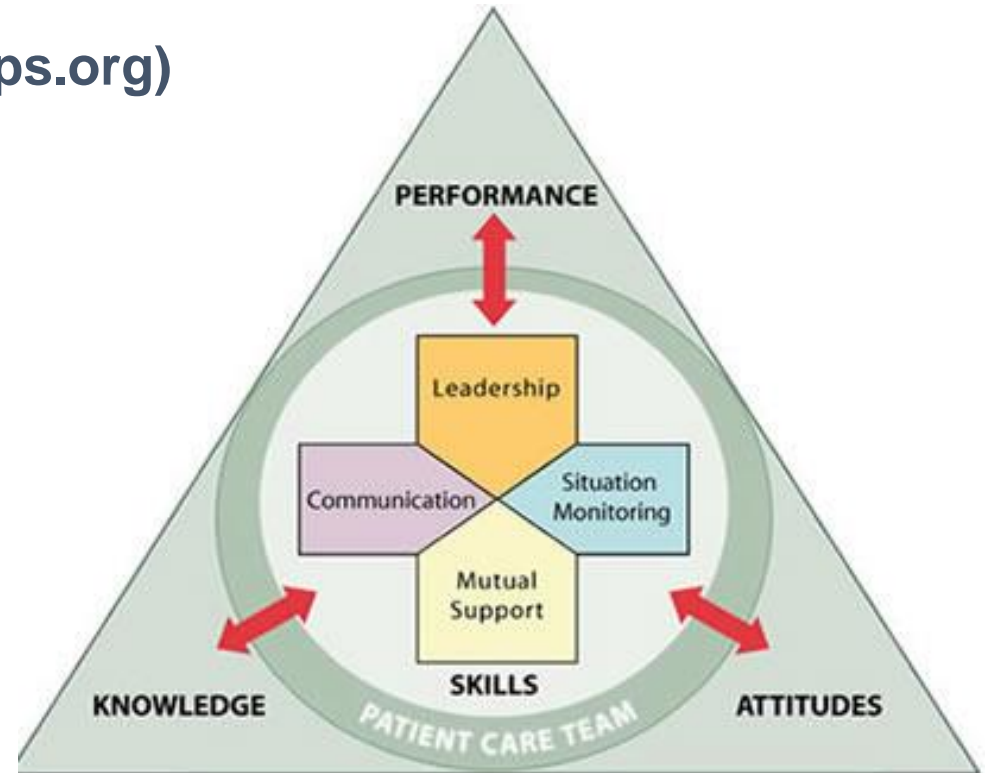 ps.org)
PERFORMANCE
Leadership
Communication
Situation
Monitoring
Mutual
Support
SKILLS
KNOWLEDGE
ATTITUDES
PATIENT CARE TEAM